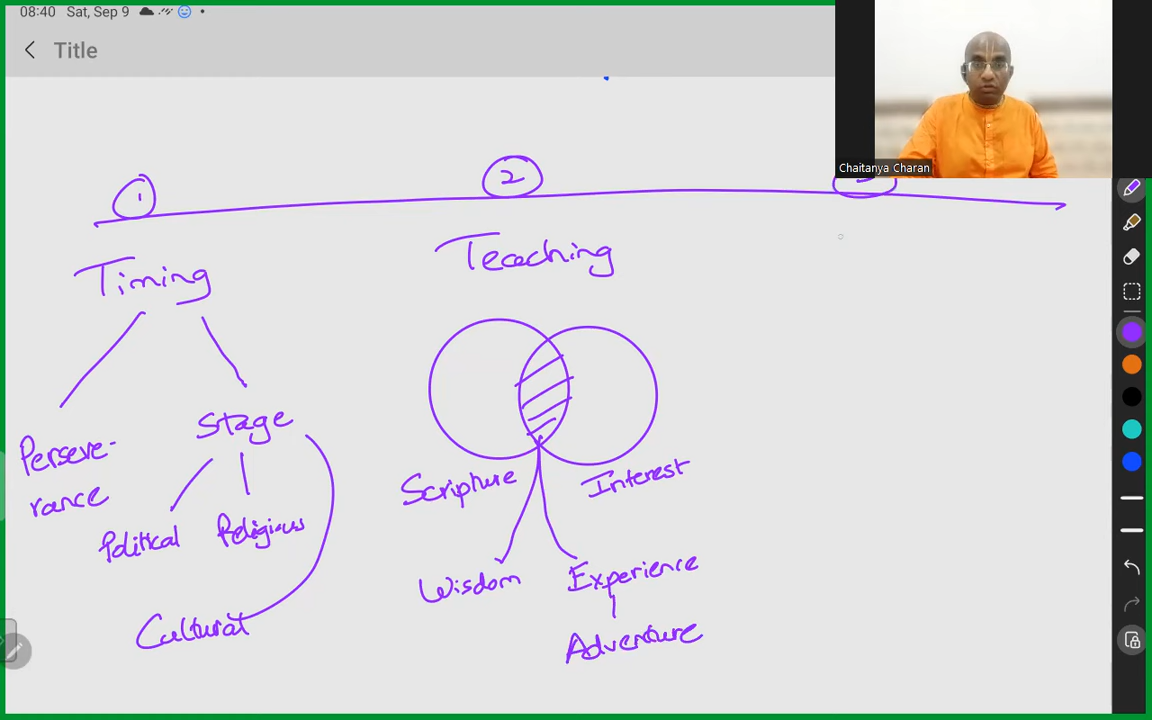 08:40 Sat, Sep 9
Title
Chaitanya Charan
1
2
Timing
Teaching
Perseve-
rance
Stage
Political
Religious
Cultural
Scripture
Interest
Wisdom
Experience
Adventure